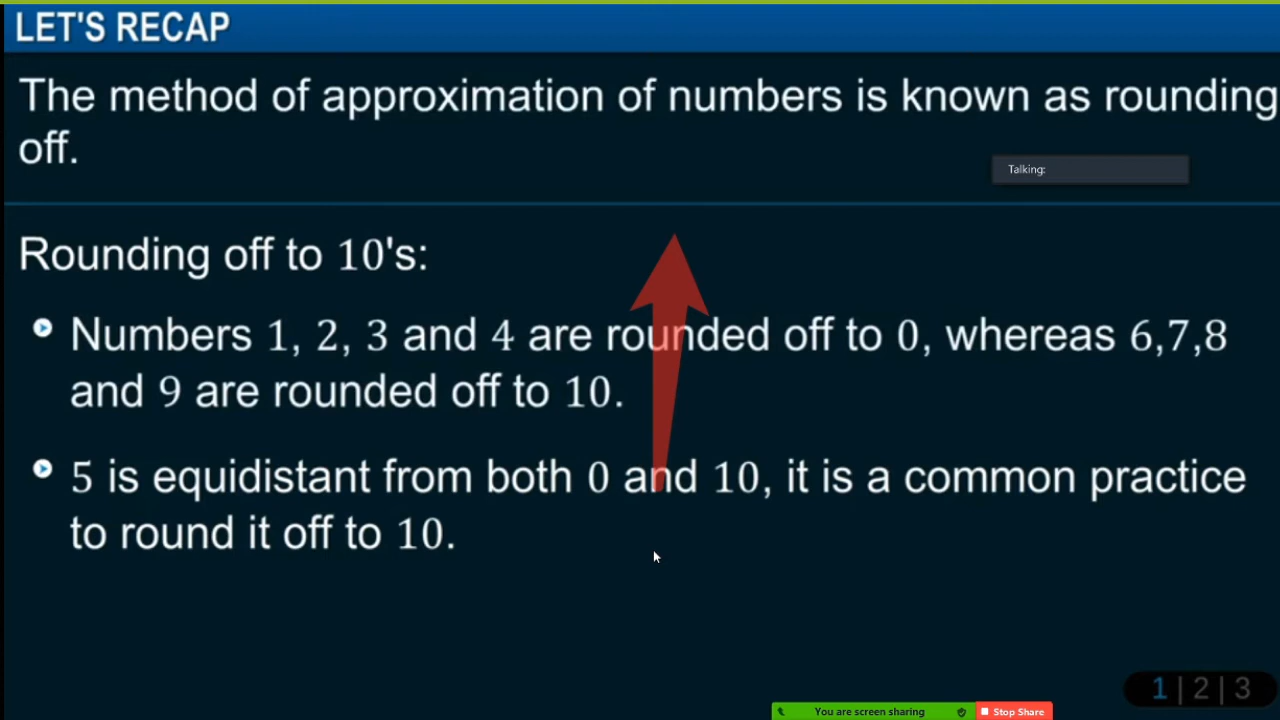 LET'S RECAP
The method of approximation of numbers is known as rounding
off.
Talking:
Rounding off to 10's:
Numbers 1, 2, 3 and 4 are rounded off to 0, whereas 6,7,8
and 9 are rounded off to 10.
5 is equidistant from both 0 and 10, it is a common practice
to round it off to 10.
1 | 2 | 3
You are screen sharing
Stop Share